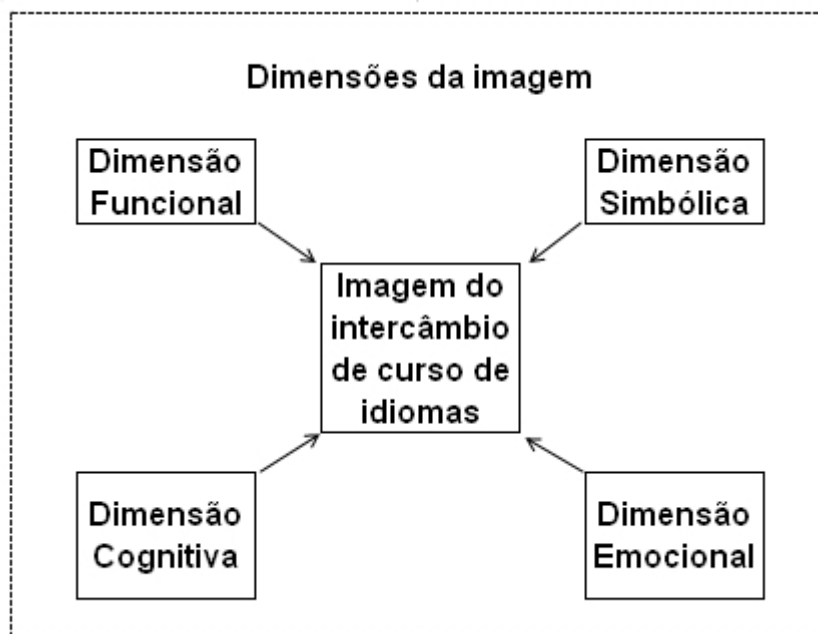 Dimensões da imagem
Dimensão
Funcional
Dimensão
Simbólica
Imagem do
intercâmbio
de curso de
idiomas
Dimensão
Cognitiva
Dimensão
Emocional